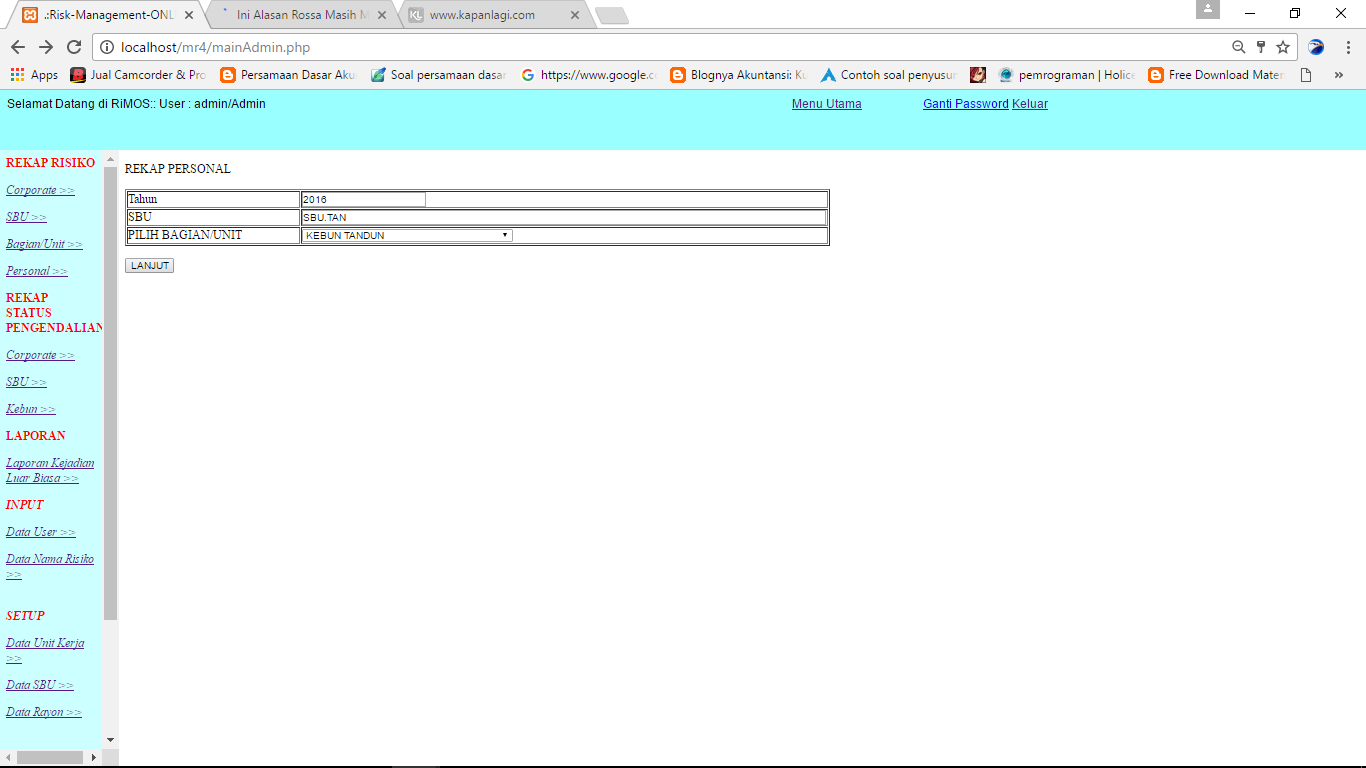 .:Risk-Management-ONL
Ini Alasan Rossa Masih M
www.kapanlagi.com
localhost/mr4/mainAdmin.php
Apps
Jual Camcorder & Pro
Persamaan Dasar Aku
Soal persamaan dasar
https://www.google.c
Blognya Akuntansi: Ku
Contoh soal penyusun
pemrograman | Holice
Free Download Mater
»
Selamat Datang di RiMOS:: User : admin/Admin
Menu Utama
Ganti Password Keluar
REKAP RISIKO
Corporate >>
SBU >>
Bagian/Unit >>
Personal >>
REKAP
STATUS
PENGENDALIAN
Corporate >>
SBU >>
Kebun >>
LAPORAN
Laporan Kejadian
Luar Biasa >>
INPUT
Data User >>
Data Nama Risiko
>>
SETUP
Data Unit Kerja
>>
Data SBU >>
Data Rayon >>
REKAP PERSONAL
Tahun 2016
SBU SBU.TAN
PILIH BAGIAN/UNIT KEBUN TANDUN
LANJUT